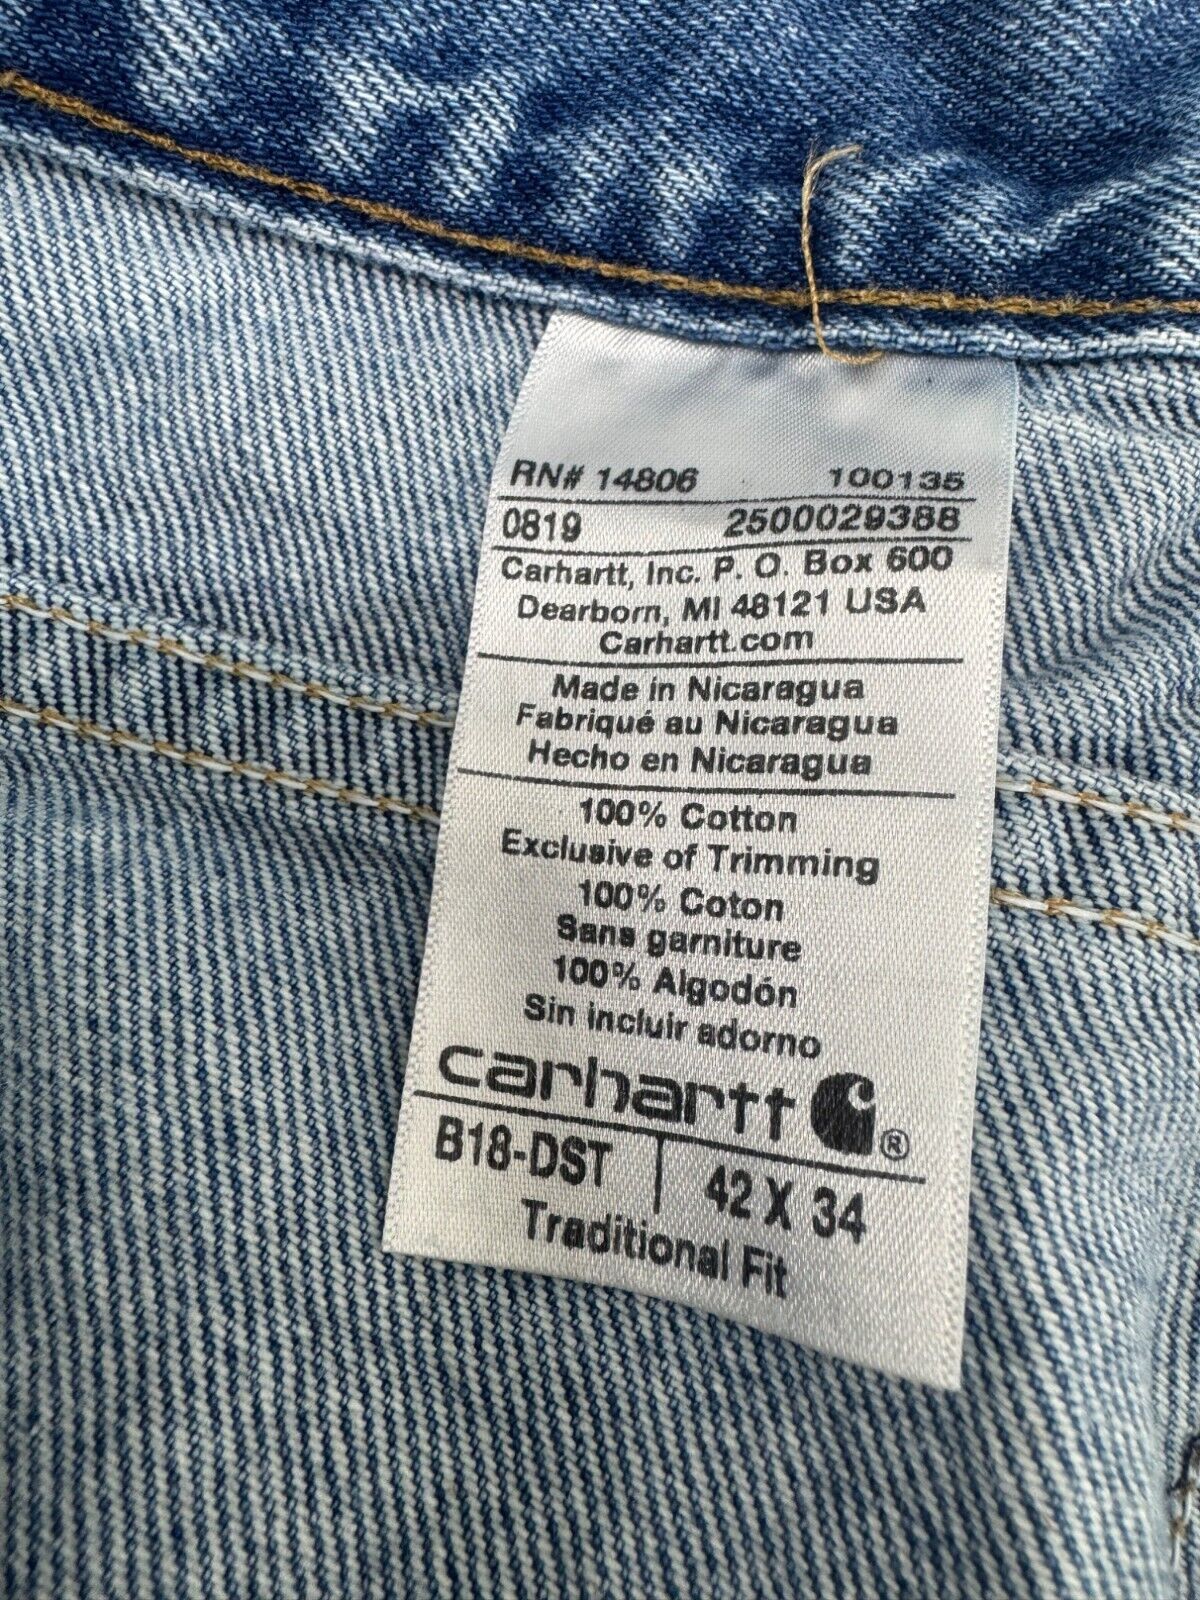 RN# 14806 100135
0819 2500029388
Carhartt, Inc. P. O. Box 600
Dearborn, MI 48121 USA
Carhartt.com
Made in Nicaragua
Fabriqué au Nicaragua
Hecho en Nicaragua
100% Cotton
Exclusive of Trimming
100% Coton
Sans garniture
100% Algodón
Sin incluir adorno
carhartt ®
B18-DST 42 X 34
Traditional Fit